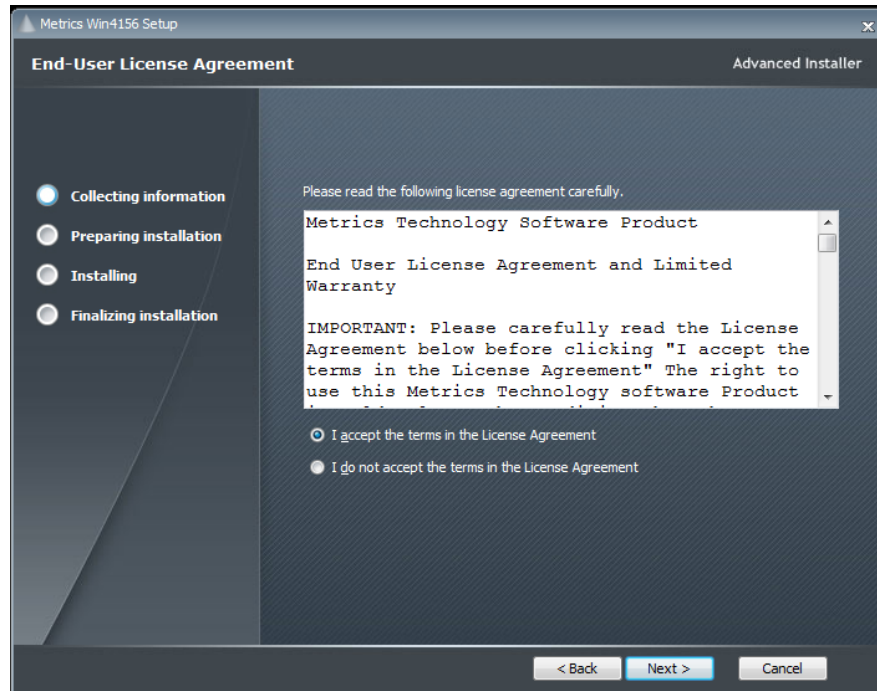 Metrics Win4156 Setup
End-User License Agreement
Advanced Installer
Collecting information
Preparing installation
Installing
Finalizing installation
Please read the following license agreement carefully.
Metrics Technology Software Product
End User License Agreement and Limited
Warranty
IMPORTANT: Please carefully read the License
Agreement below before clicking "I accept the
terms in the License Agreement" The right to
use this Metrics Technology software Product
I accept the terms in the License Agreement
I do not accept the terms in the License Agreement
< Back
Next >
Cancel